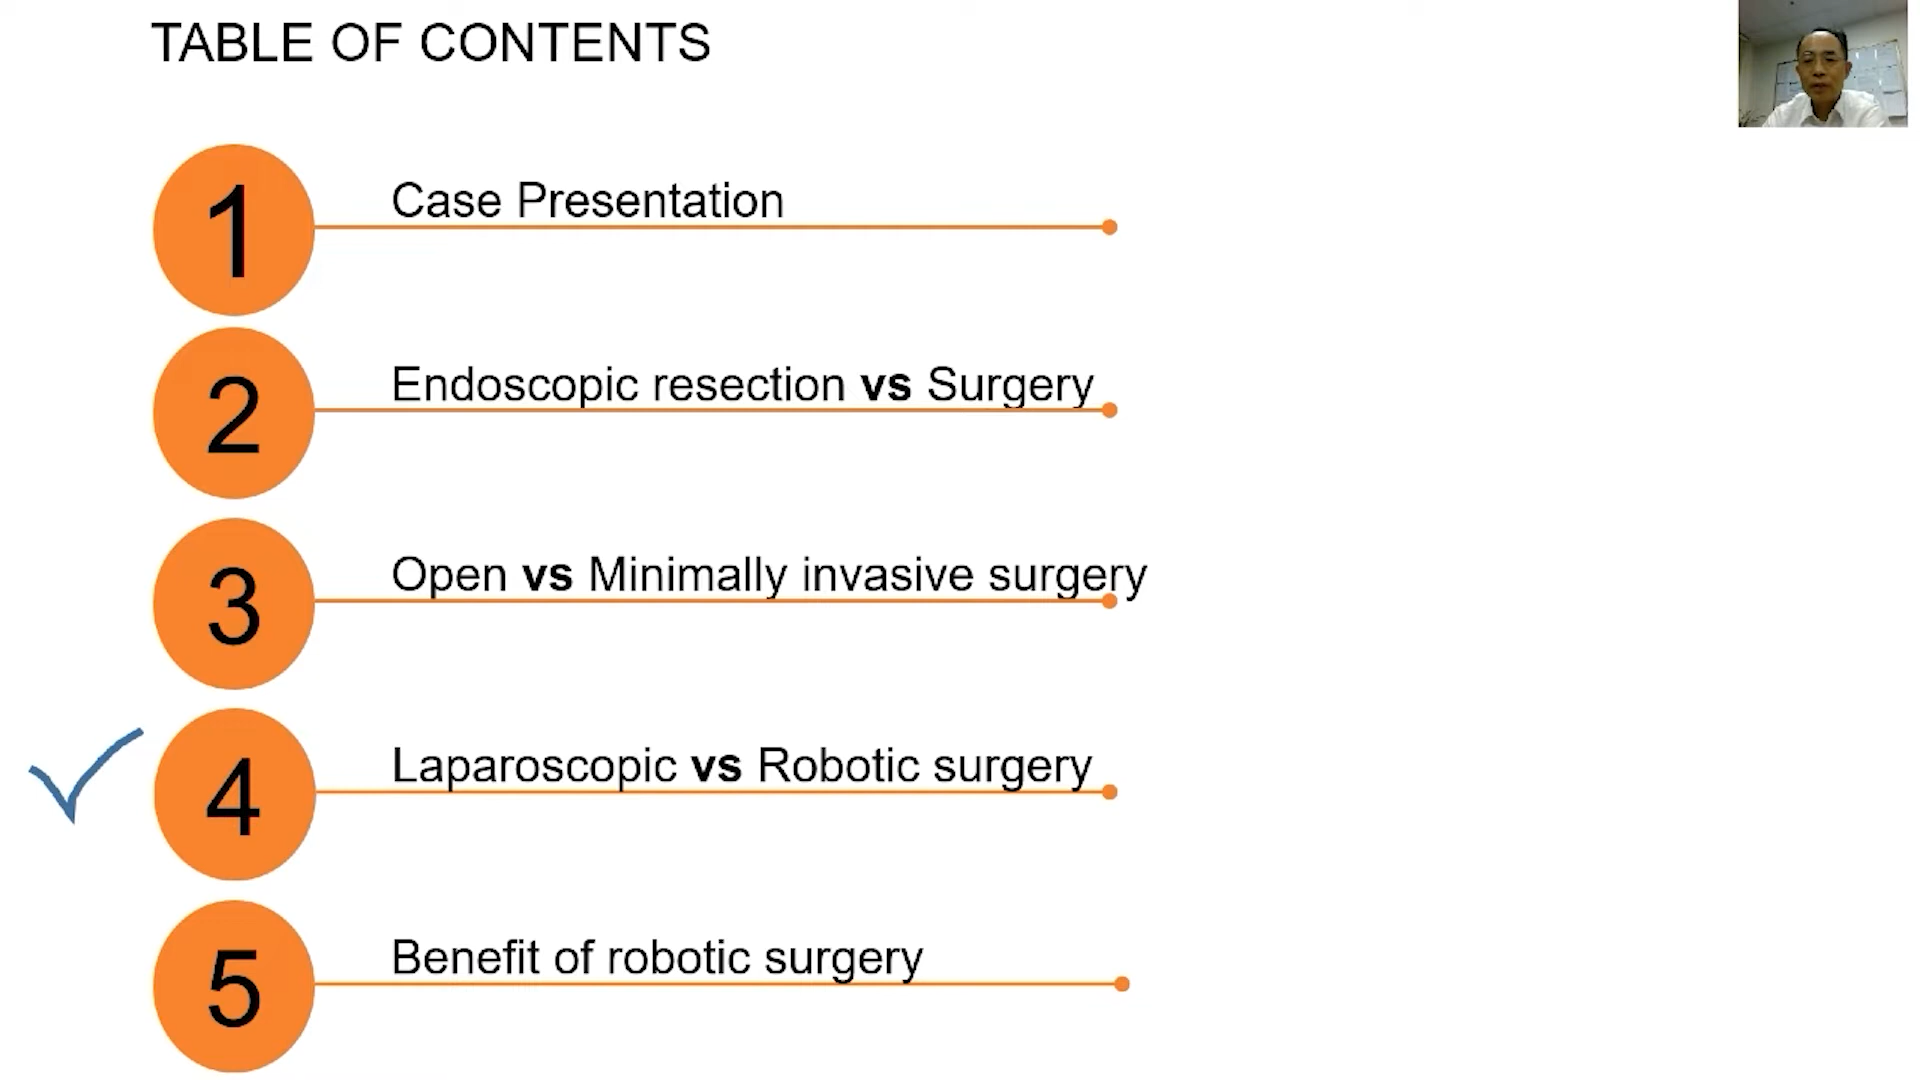 TABLE OF CONTENTS
1
Case Presentation
2
Endoscopic resection vs Surgery
3
Open vs Minimally invasive surgery
4
Laparoscopic vs Robotic surgery
5
Benefit of robotic surgery